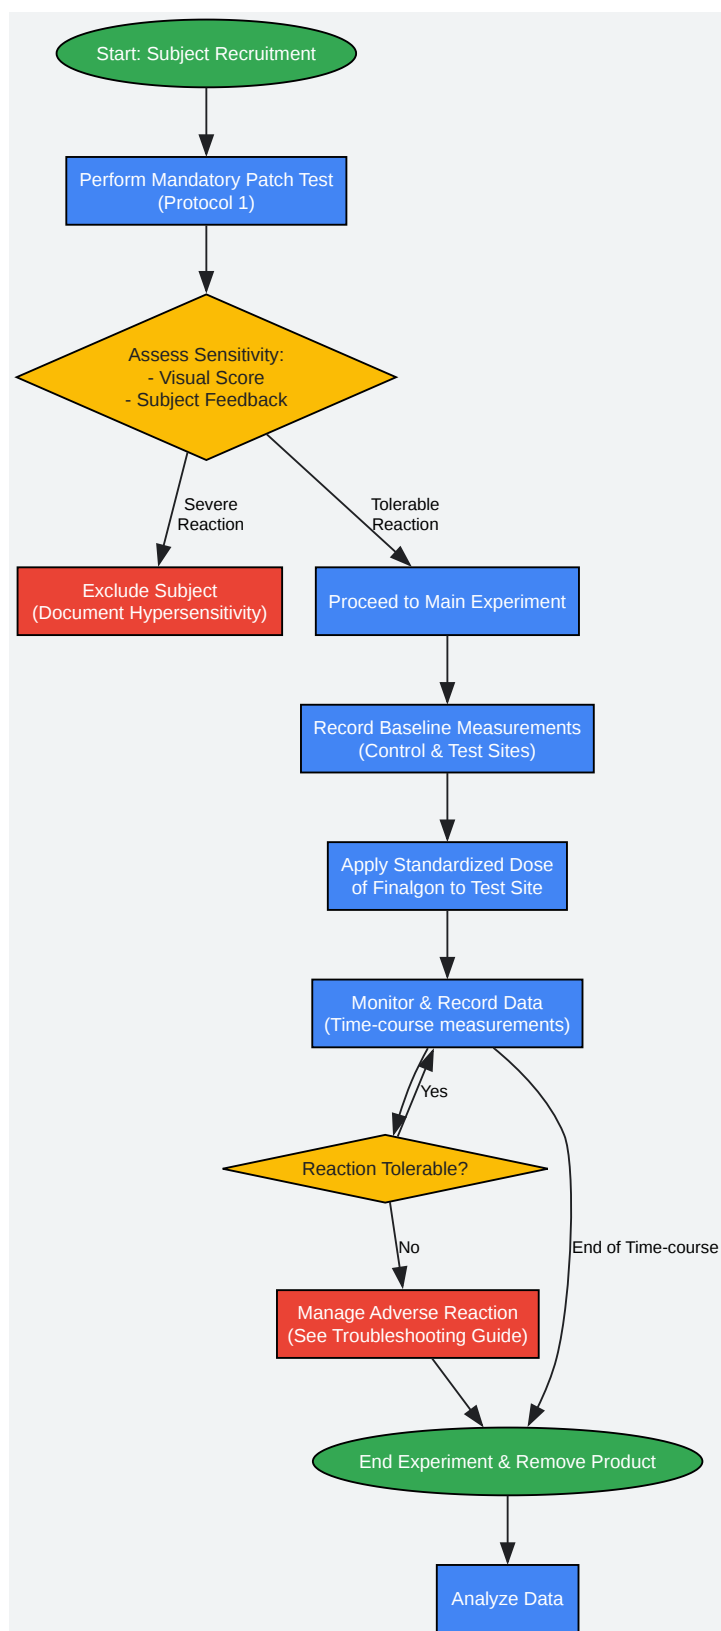 Start: Subject Recruitment
Perform Mandatory Patch Test
(Protocol 1)
Assess Sensitivity:
- Visual Score
- Subject Feedback
Severe
Reaction
Tolerable
Reaction
Exclude Subject
(Document Hypersensitivity)
Proceed to Main Experiment
Record Baseline Measurements
(Control & Test Sites)
Apply Standardized Dose
of Finalgon to Test Site
Monitor & Record Data
(Time-course measurements)
Yes
Reaction Tolerable?
No
End of Time-course
Manage Adverse Reaction
(See Troubleshooting Guide)
End Experiment & Remove Product
Analyze Data